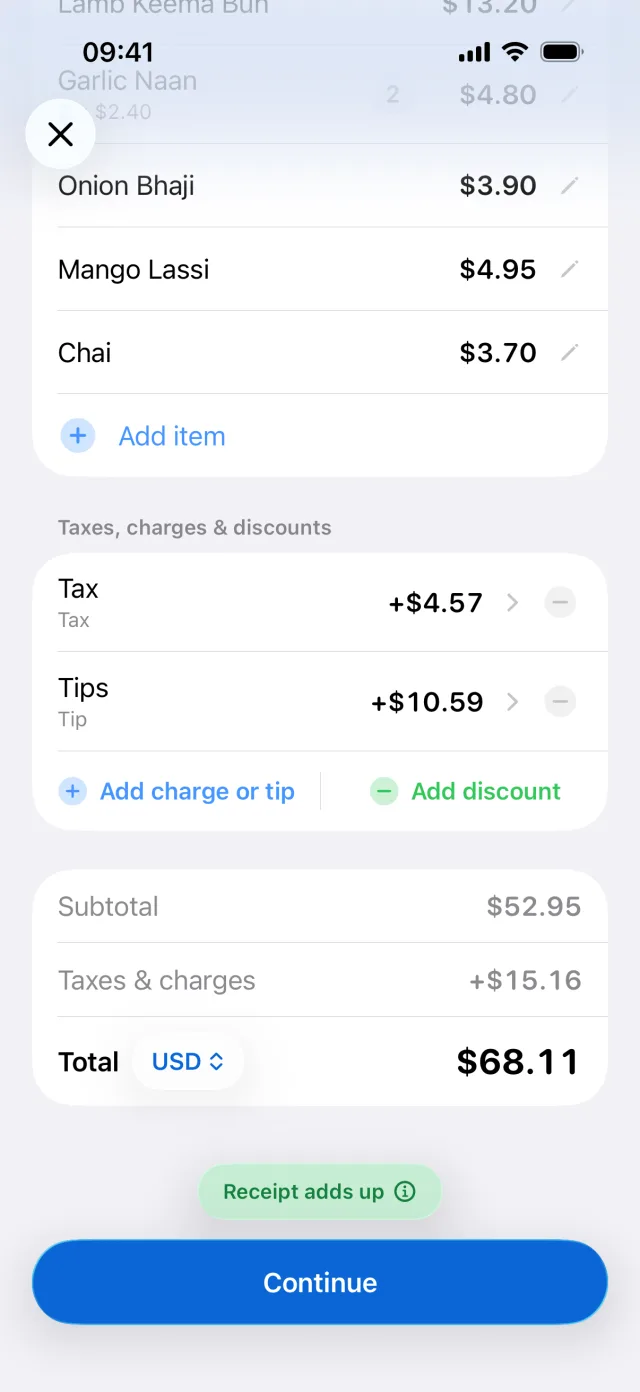 Lamb Keema Bun $13.20
09:41
Garlic Naan 2 $4.80
$2.40
Onion Bhaji $3.90
Mango Lassi $4.95
Chai $3.70
Add item
Taxes, charges & discounts
Tax +$4.57
Tax
Tips +$10.59
Tip
Add charge or tip Add discount
Subtotal $52.95
Taxes & charges +$15.16
Total USD $68.11
Receipt adds up
Continue